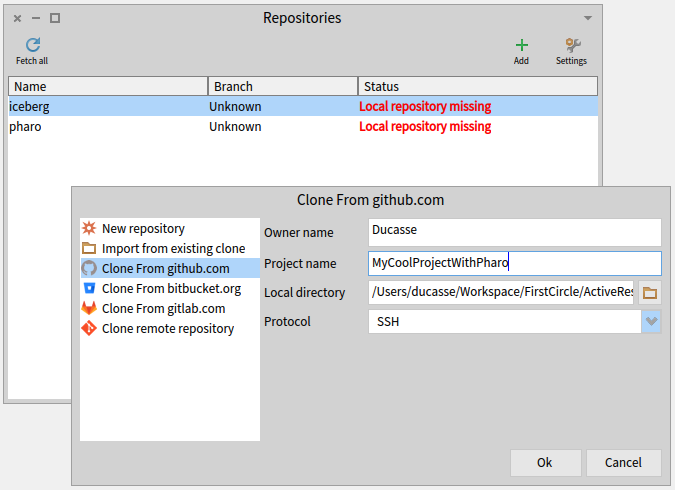 Repositories
Fetch all
Add
Settings
Name Branch Status
iceberg Unknown Local repository missing
pharo Unknown Local repository missing
Clone From github.com
New repository
Import from existing clone
Clone From github.com
Clone From bitbucket.org
Clone From gitlab.com
Clone remote repository
Owner name Ducasse
Project name MyCoolProjectWithPharo
Local directory /Users/ducasse/Workspace/FirstCircle/ActiveRes
Protocol SSH
Ok Cancel